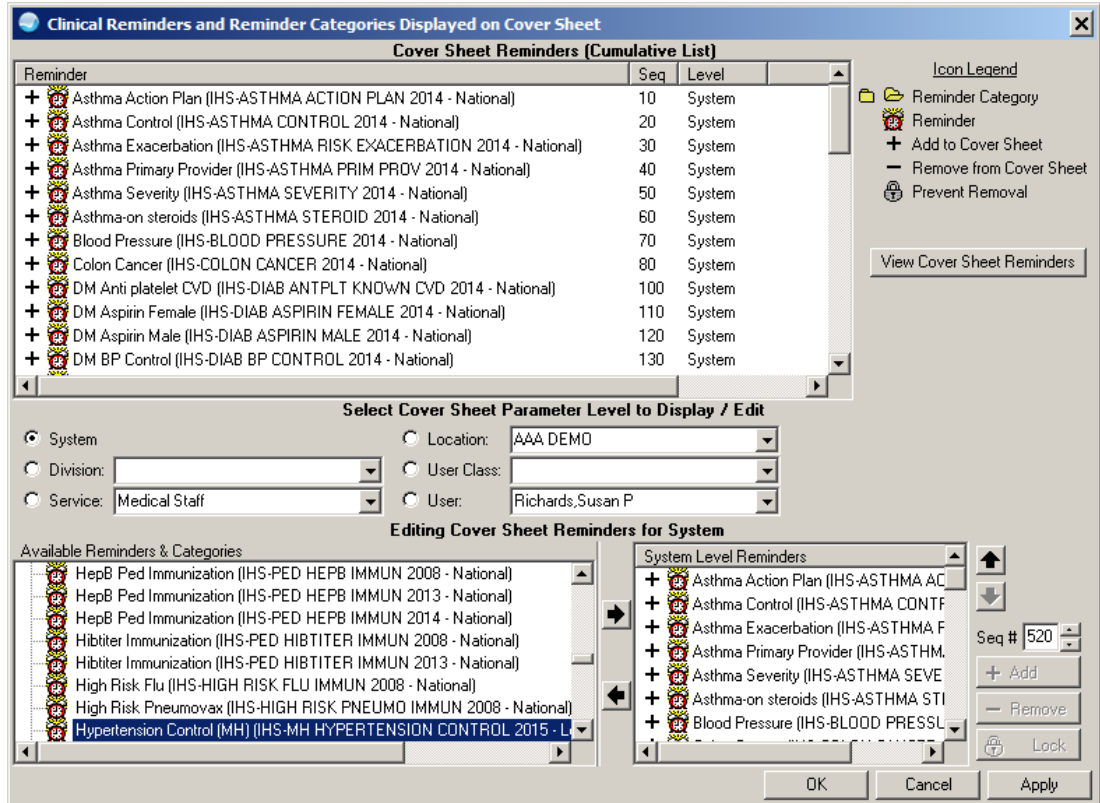 Clinical Reminders and Reminder Categories Displayed on Cover Sheet
Cover Sheet Reminders (Cumulative List)
Reminder Seq Level
Asthma Action Plan (IHS-ASTHMA ACTION PLAN 2014 - National) 10 System
Asthma Control (IHS-ASTHMA CONTROL 2014 - National) 20 System
Asthma Exacerbation (IHS-ASTHMA RISK EXACERBATION 2014 - National) 30 System
Asthma Primary Provider (IHS-ASTHMA PRIM PROV 2014 - National) 40 System
Asthma Severity (IHS-ASTHMA SEVERITY 2014 - National) 50 System
Asthma-on steroids (IHS-ASTHMA STEROID 2014 - National) 60 System
Blood Pressure (IHS-BLOOD PRESSURE 2014 - National) 70 System
Colon Cancer (IHS-COLON CANCER 2014 - National) 80 System
DM Anti platelet CVD (IHS-DIAB ANTPLT KNOWN CVD 2014 - National) 100 System
DM Aspirin Female (IHS-DIAB ASPIRIN FEMALE 2014 - National) 110 System
DM Aspirin Male (IHS-DIAB ASPIRIN MALE 2014 - National) 120 System
DM BP Control (IHS-DIAB BP CONTROL 2014 - National) 130 System
Icon Legend
Reminder Category
Reminder
Add to Cover Sheet
Remove from Cover Sheet
Prevent Removal
View Cover Sheet Reminders
Select Cover Sheet Parameter Level to Display / Edit
System Location: AAA DEMO
Division: User Class:
Service: Medical Staff User: Richards,Susan P
Editing Cover Sheet Reminders for System
Available Reminders & Categories
HepB Ped Immunization (IHS-PED HEPB IMMUN 2008 - National)
HepB Ped Immunization (IHS-PED HEPB IMMUN 2013 - National)
HepB Ped Immunization (IHS-PED HEPB IMMUN 2014 - National)
Hibtiter Immunization (IHS-PED HIBTITER IMMUN 2008 - National)
Hibtiter Immunization (IHS-PED HIBTITER IMMUN 2013 - National)
High Risk Flu (IHS-HIGH RISK FLU IMMUN 2008 - National)
High Risk Pneumovax (IHS-HIGH RISK PNEUMO IMMUN 2008 - National)
Hypertension Control (MH) (IHS-MH HYPERTENSION CONTROL 2015 - L
System Level Reminders
Asthma Action Plan (IHS-ASTHMA AC
Asthma Control (IHS-ASTHMA CONTR
Asthma Exacerbation (IHS-ASTHMA R
Asthma Primary Provider (IHS-ASTHM
Asthma Severity (IHS-ASTHMA SEVE
Asthma-on steroids (IHS-ASTHMA STE
Blood Pressure (IHS-BLOOD PRESSU
Seq # 520
Add
Remove
Lock
OK Cancel Apply